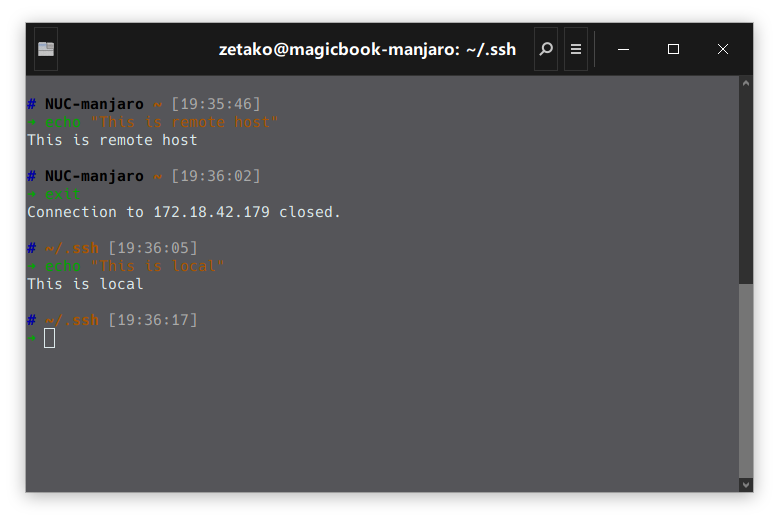 zetako@magicbook-manjaro: ~/.ssh
# NUC-manjaro ~ [19:35:46]
➜ echo "This is remote host"
This is remote host
# NUC-manjaro ~ [19:36:02]
➜ exit
Connection to 172.18.42.179 closed.
# ~/.ssh [19:36:05]
➜ echo "This is local"
This is local
# ~/.ssh [19:36:17]
➜